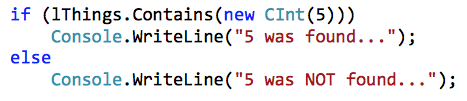 if (lThings.Contains(new CInt(5)))
    Console.WriteLine("5 was found...");
else
    Console.WriteLine("5 was NOT found...");